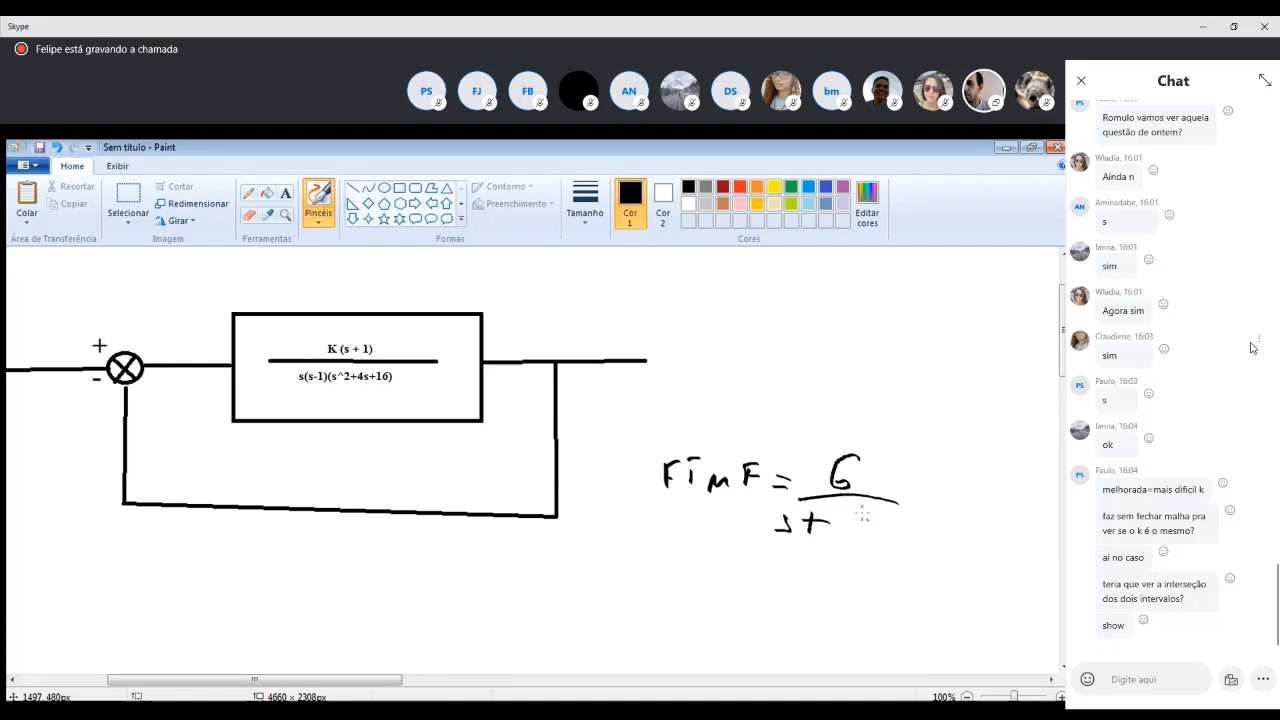 Skype
Felipe está gravando a chamada
PS FJ FB AN DS bm
Chat
Romulo vamos ver aquela
questão de ontem?
Wladia, 16:01
Ainda n
AN
Aminadabe, 16:01
s
Ianna, 16:01
sim
Wladia, 16:01
Agora sim
Claudiene, 16:03
sim
PS
Paulo, 16:03
s
Ianna, 16:04
ok
PS
Paulo, 16:04
melhorada=mais dificil k
faz sem fechar malha pra
ver se o k é o mesmo?
ai no caso
teria que ver a interseção
dos dois intervalos?
show
Digite aqui
Sem título - Paint
Home Exibir
Colar
Recortar
Copiar
Área de Transferência
Selecionar
Cortar
Redimensionar
Girar
Imagem
A
Ferramentas
Pincéis
Contorno
Preenchimento
Formas
Tamanho
Cor
1
Cor
2
Editar
cores
Cores
+
-
K (s + 1)
s(s-1)(s^2+4s+16)
FTMF = G
1497, 480px
4660 × 2308px
100%